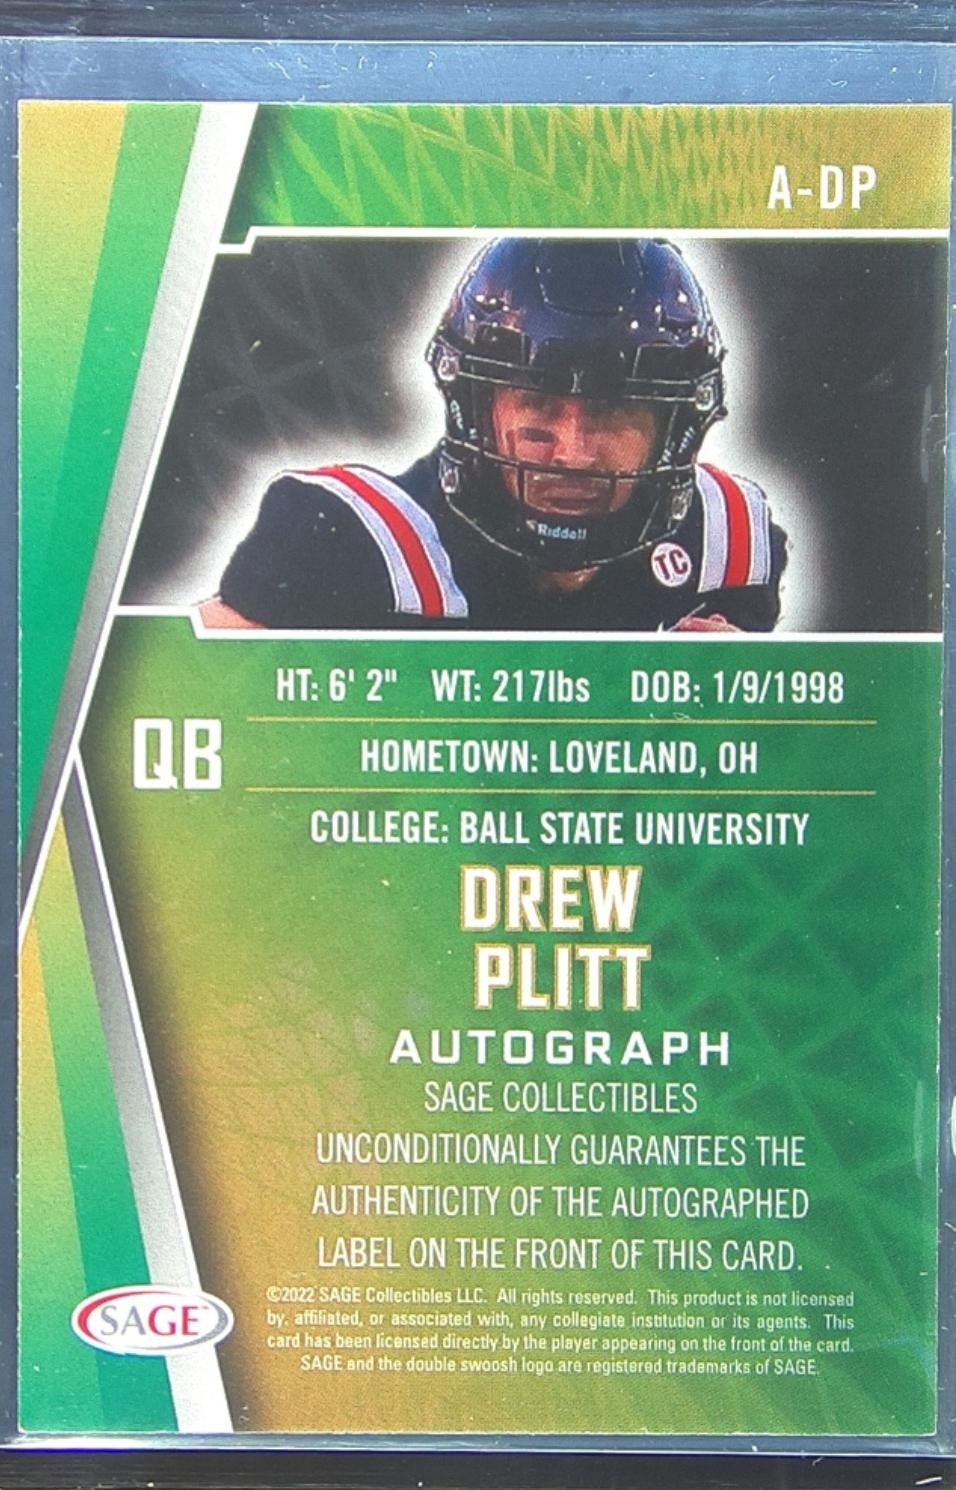 A-DP
Riddell
TC
HT: 6' 2" WT: 217lbs DOB: 1/9/1998
QB
HOMETOWN: LOVELAND, OH
COLLEGE: BALL STATE UNIVERSITY
DREW
PLITT
AUTOGRAPH
SAGE COLLECTIBLES
UNCONDITIONALLY GUARANTEES THE
AUTHENTICITY OF THE AUTOGRAPHED
LABEL ON THE FRONT OF THIS CARD.
©2022 SAGE Collectibles LLC. All rights reserved. This product is not licensed
by, affiliated, or associated with, any collegiate institution or its agents. This
card has been licensed directly by the player appearing on the front of the card.
SAGE and the double swoosh logo are registered trademarks of SAGE.
SAGE™